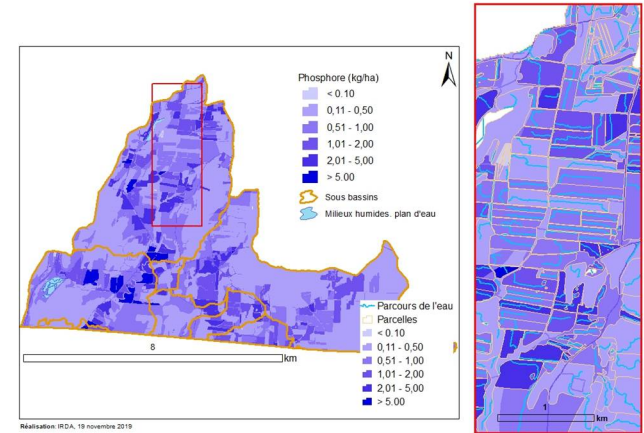 N
Phosphore (kg/ha)
< 0.10
0,11 - 0,50
0,51 - 1,00
1,01 - 2,00
2,01 - 5,00
> 5.00
Sous bassins
Milieux humides. plan d'eau
Parcours de l'eau
Parcelles
< 0.10
0,11 - 0,50
0,51 - 1,00
1,01 - 2,00
2,01 - 5,00
> 5.00
8
km
1
km
Réalisation: IRDA, 19 novembre 2019